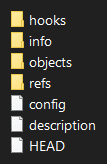 hooks
info
objects
refs
config
description
HEAD